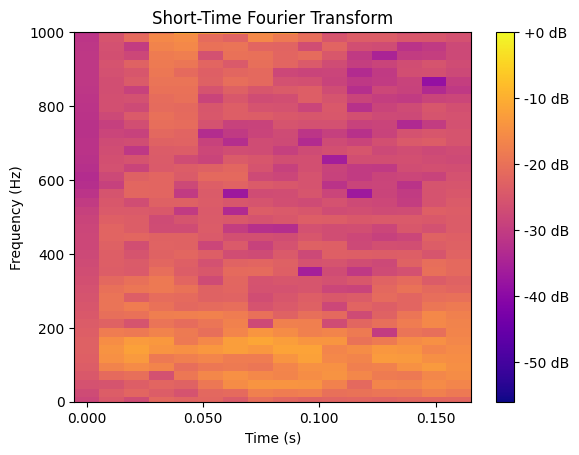 Short-Time Fourier Transform
1000
800
600
400
200
0
Frequency (Hz)
0.000
0.050
0.100
0.150
Time (s)
+0 dB
-10 dB
-20 dB
-30 dB
-40 dB
-50 dB